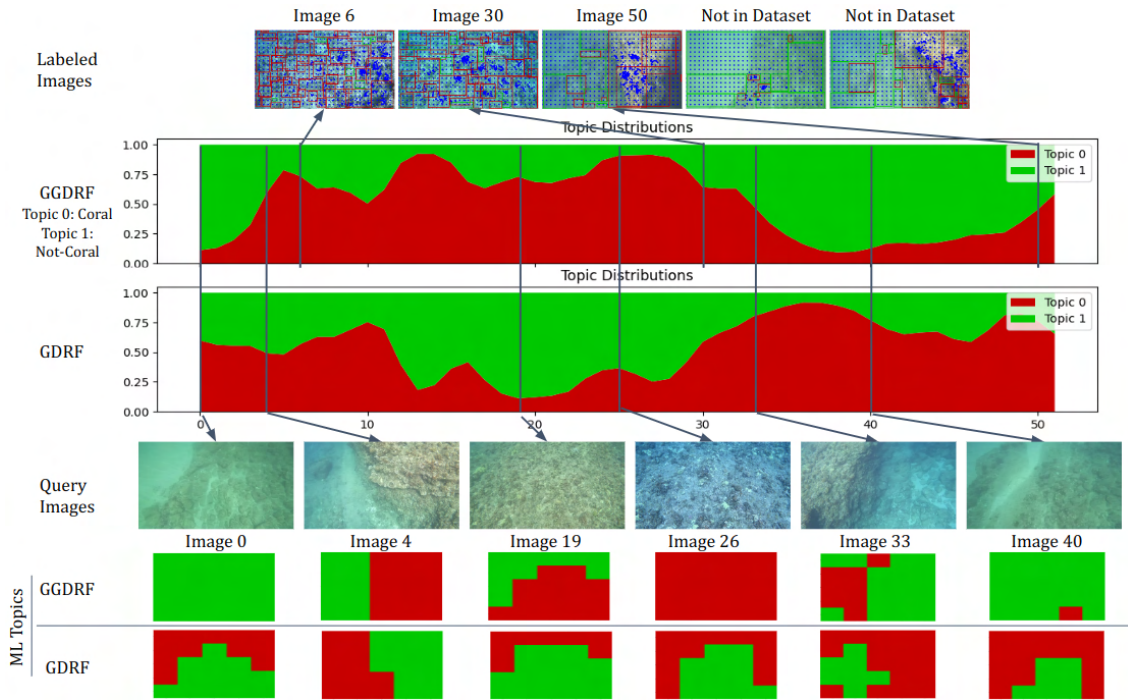 Image 6
Image 30
Image 50
Not in Dataset
Not in Dataset
Labeled
Images
Topic Distributions
1.00
0.75
0.50
0.25
0.00
GGDRF
Topic 0: Coral
Topic 1:
Not-Coral
Topic 0
Topic 1
Topic Distributions
1.00
0.75
0.50
0.25
0.00
GDRF
Topic 0
Topic 1
0
10
20
30
40
50
Query
Images
Image 0
Image 4
Image 19
Image 26
Image 33
Image 40
ML Topics
GGDRF
GDRF